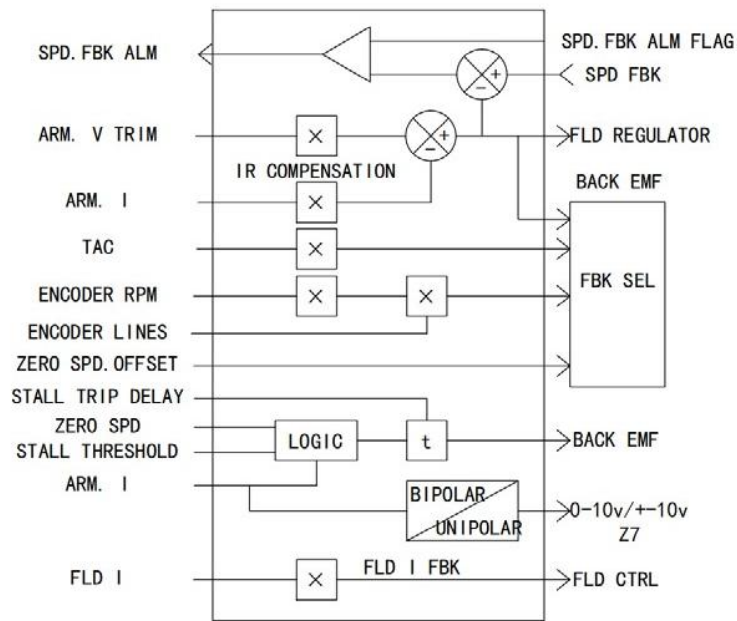 SPD.FBK ALM
SPD.FBK ALM FLAG
SPD FBK
ARM. V TRIM
FLD REGULATOR
IR COMPENSATION
BACK EMF
ARM. I
TAC
ENCODER RPM
FBK SEL
ENCODER LINES
ZERO SPD.OFFSET
STALL TRIP DELAY
ZERO SPD
LOGIC
t
BACK EMF
STALL THRESHOLD
ARM. I
BIPOLAR
UNIPOLAR
0-10v/+-10v
Z7
FLD I
FLD I FBK
FLD CTRL